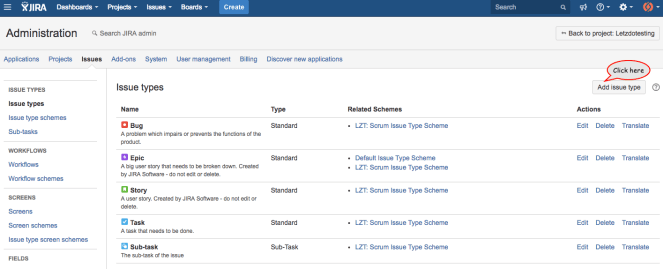 JIRA Dashboards Projects Issues Boards Create Search
Administration Search JIRA admin Back to project: Letzdotesting
Applications Projects Issues Add-ons System User management Billing Discover new applications
Click here
ISSUE TYPES
Issue types
Issue type schemes
Sub-tasks
WORKFLOWS
Workflows
Workflow schemes
SCREENS
Screens
Screen schemes
Issue type screen schemes
FIELDS
Issue types Add issue type
Name Type Related Schemes Actions
Bug Standard • LZT: Scrum Issue Type Scheme Edit Delete Translate
A problem which impairs or prevents the functions of the
product.
Epic Standard • Default Issue Type Scheme Edit Delete Translate
A big user story that needs to be broken down. Created • LZT: Scrum Issue Type Scheme
by JIRA Software - do not edit or delete.
Story Standard • LZT: Scrum Issue Type Scheme Edit Delete Translate
A user story. Created by JIRA Software - do not edit or
delete.
Task Standard • LZT: Scrum Issue Type Scheme Edit Delete Translate
A task that needs to be done.
Sub-task Sub-Task • LZT: Scrum Issue Type Scheme Edit Delete Translate
The sub-task of the issue